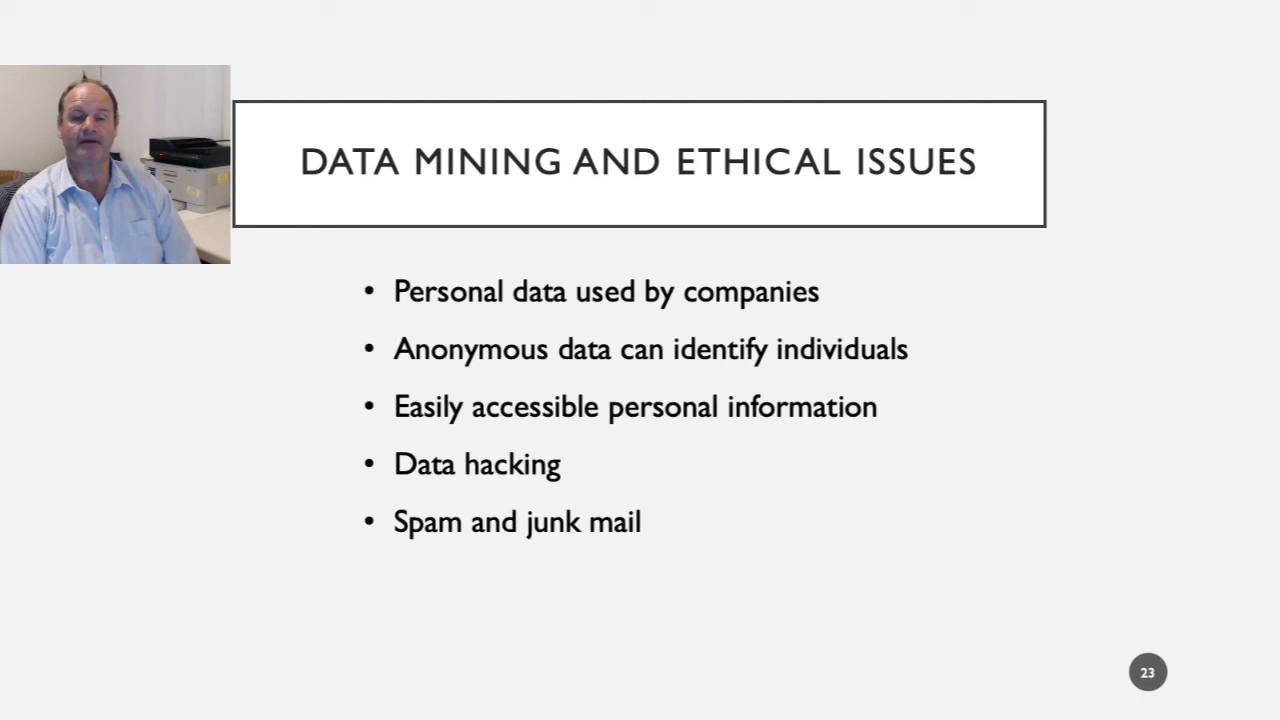 DATA MINING AND ETHICAL ISSUES
• Personal data used by companies
• Anonymous data can identify individuals
• Easily accessible personal information
• Data hacking
• Spam and junk mail
23